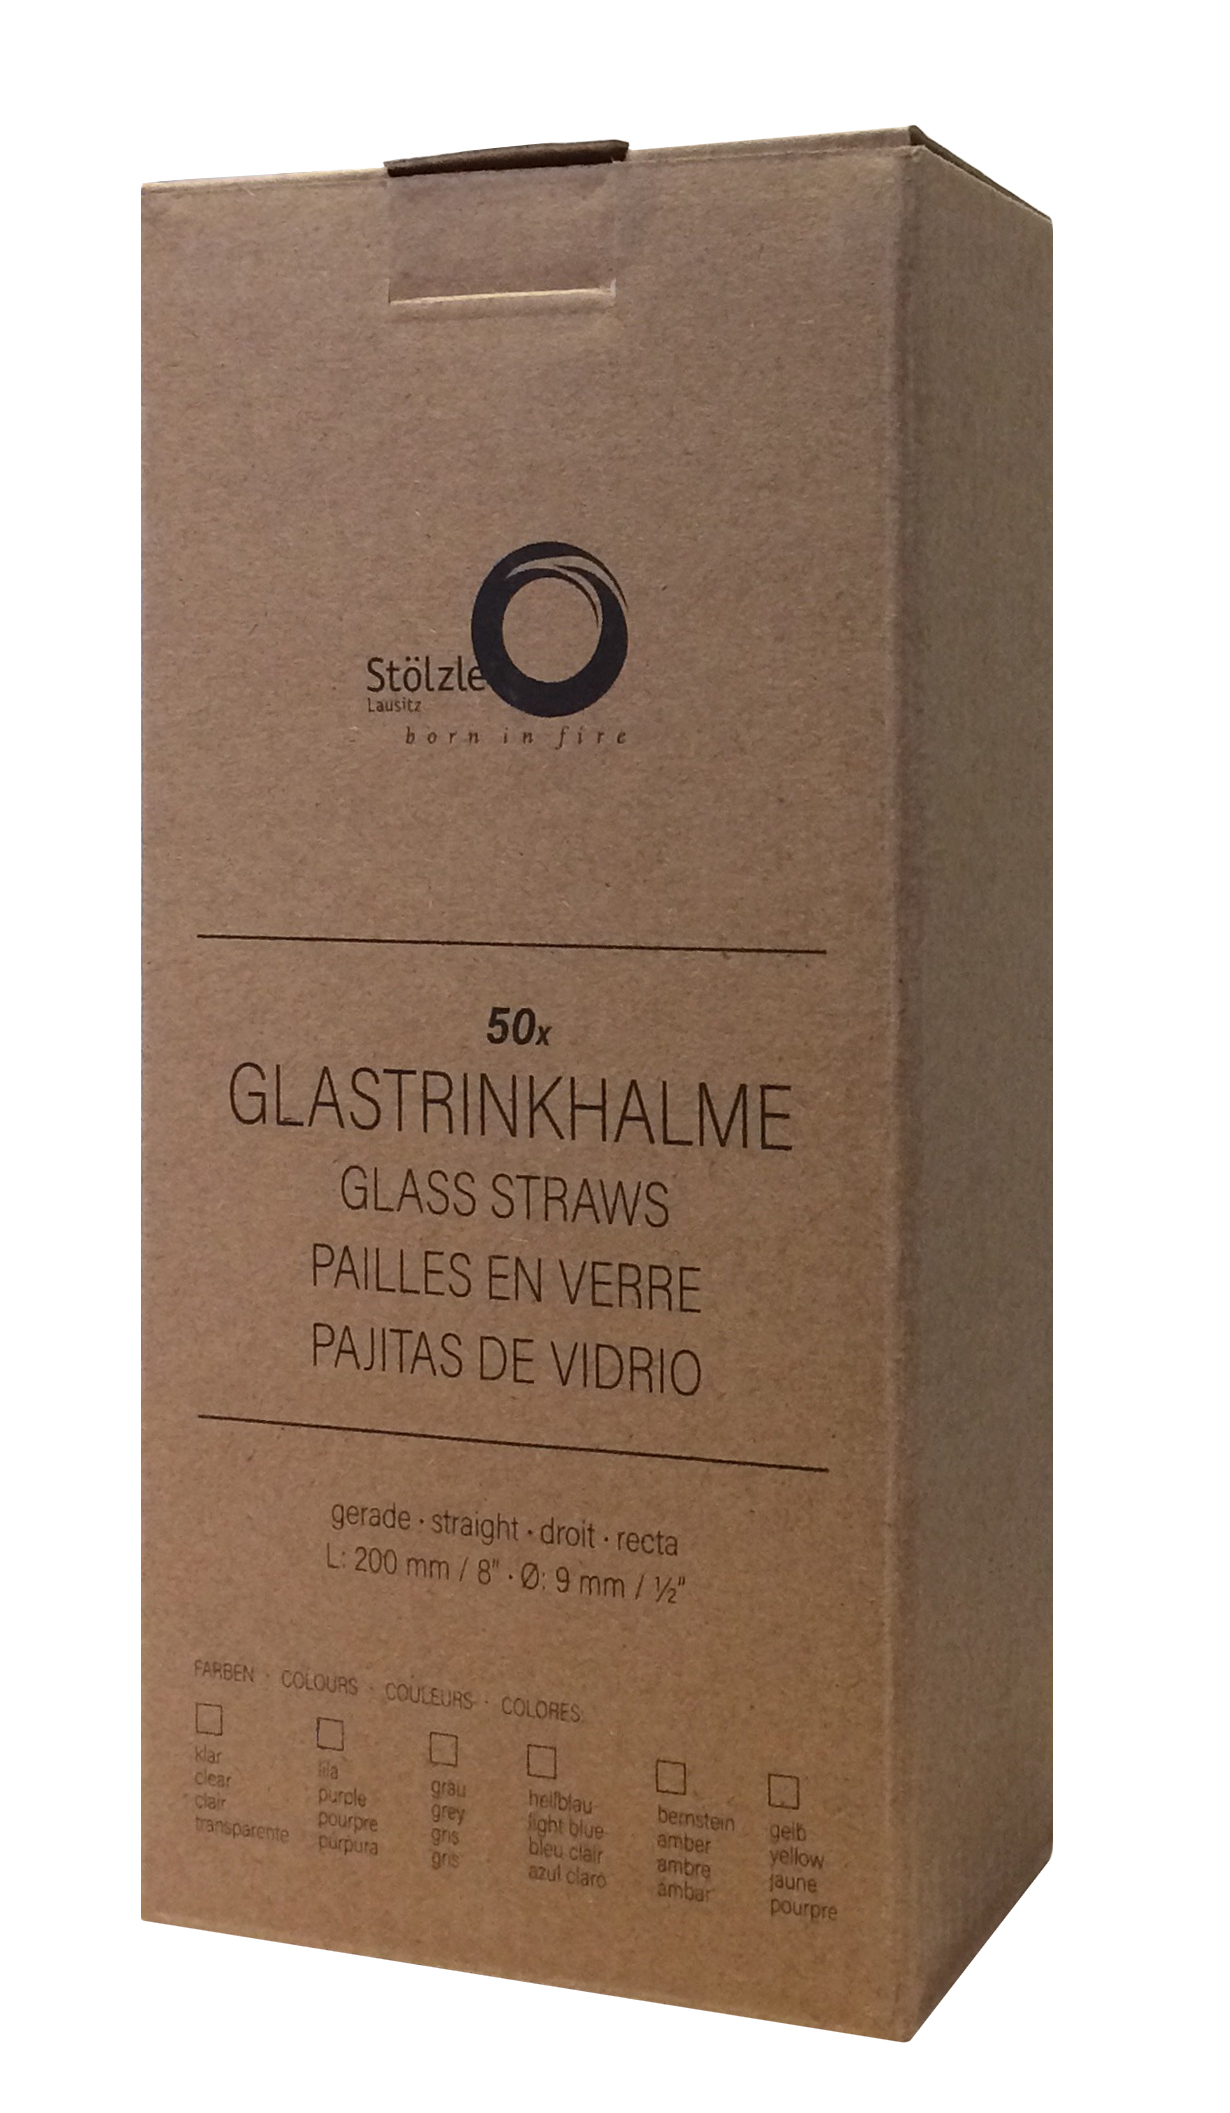 Stölzle
Lausitz
born in fire
50x
GLASTRINKHALME
GLASS STRAWS
PAILLES EN VERRE
PAJITAS DE VIDRIO
gerade · straight · droit · recta
L: 200 mm / 8" · Ø: 9 mm / ½"
FARBEN · COLOURS · COULEURS · COLORES:
klar
clear
clair
transparente
lila
purple
pourpre
púrpura
grau
grey
gris
gris
hellblau
light blue
bleu clair
azul claro
bernstein
amber
ambre
ámbar
gelb
yellow
jaune
pourpre